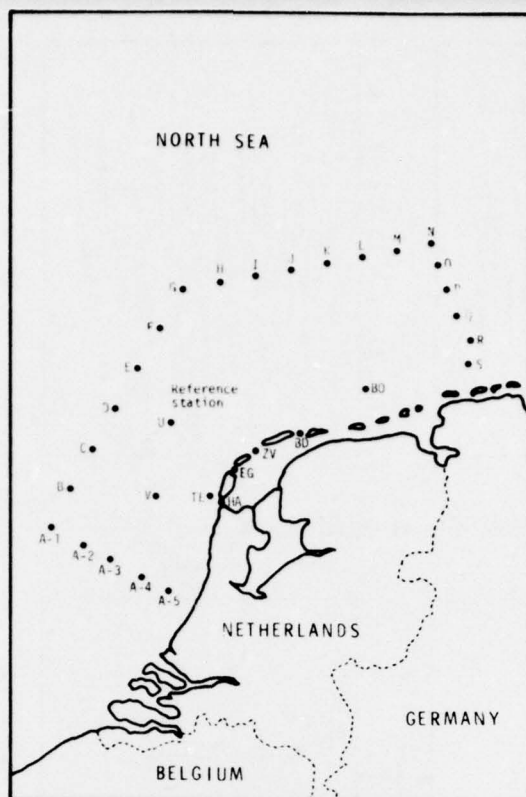 NORTH SEA
N
M
L
K
J
I
H
G
O
P
Q
R
S
F
E
D
Reference
station
U
BO
C
BD
ZV
B
V
TE
EG
HA
A-1
A-2
A-3
A-4
A-5
NETHERLANDS
GERMANY
BELGIUM